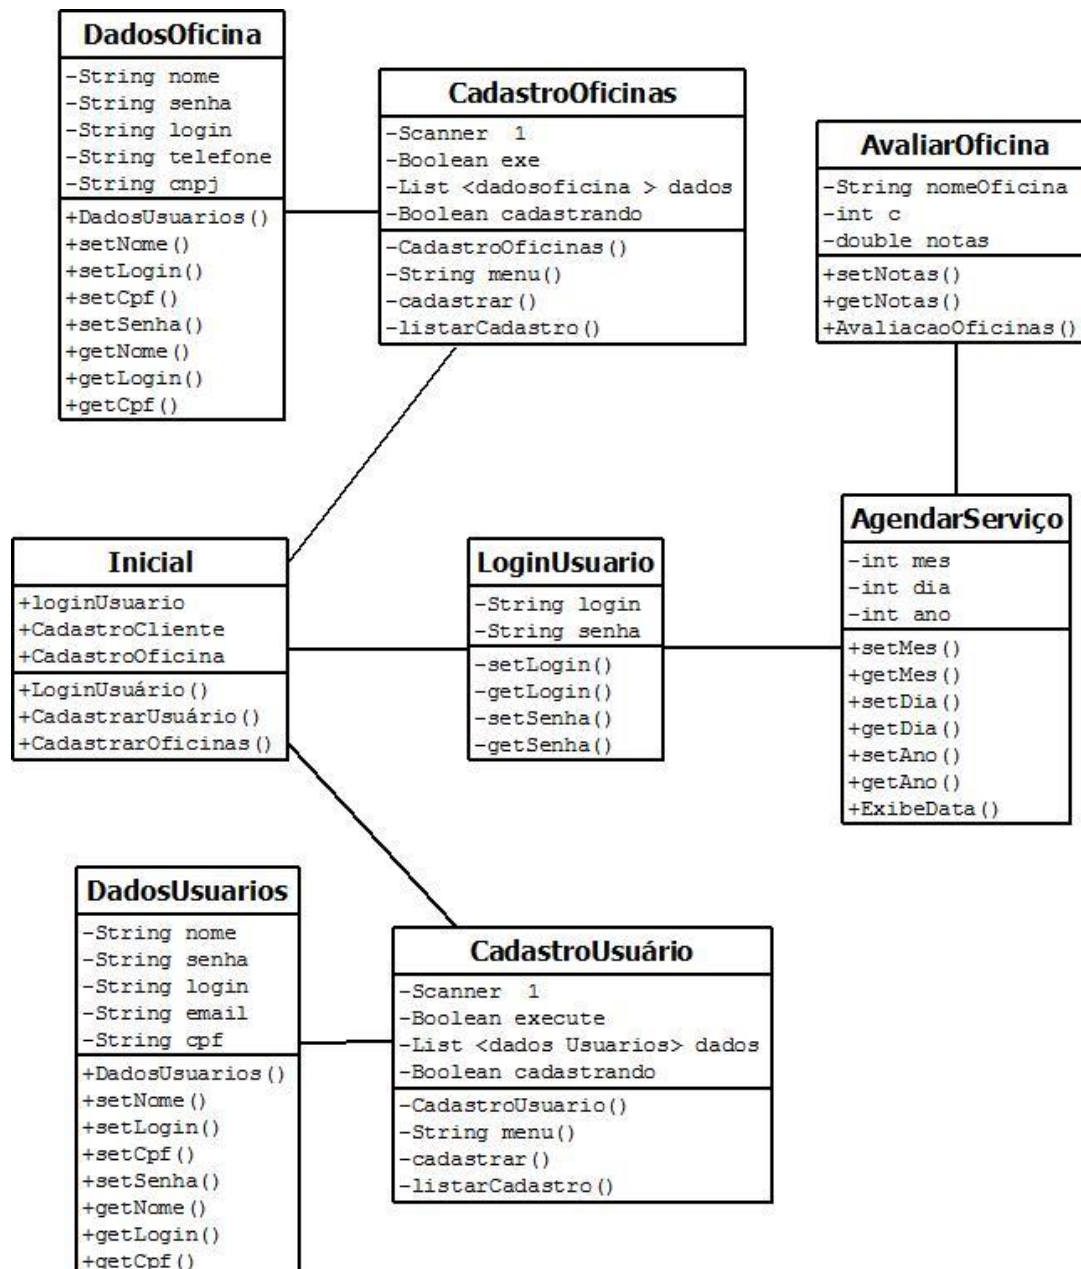 DadosOficina
-String nome
-String senha
-String login
-String telefone
-String cnpj
+DadosUsuarios()
+setNome()
+setLogin()
+setCpf()
+setSenha()
+getNome()
+getLogin()
+getCpf()
CadastroOficinas
-Scanner 1
-Boolean exe
-List <dadosoficina > dados
-Boolean cadastrando
-CadastroOficinas()
-String menu()
-cadastrar()
-listarCadastro()
AvaliarOficina
-String nomeOficina
-int c
-double notas
+setNotas()
+getNotas()
+AvaliacaoOficinas()
Inicial
+loginUsuario
+CadastroCliente
+CadastroOficina
+LoginUsuário()
+CadastrarUsuário()
+CadastrarOficinas()
LoginUsuario
-String login
-String senha
-setLogin()
-getLogin()
-setSenha()
-getSenha()
AgendarServiço
-int mes
-int dia
-int ano
+setMes()
+getMes()
+setDia()
+getDia()
+setAno()
+getAno()
+ExibeData()
DadosUsuarios
-String nome
-String senha
-String login
-String email
-String cpf
+DadosUsuarios()
+setNome()
+setLogin()
+setCpf()
+setSenha()
+getNome()
+getLogin()
+getCpf()
CadastroUsuário
-Scanner 1
-Boolean execute
-List <dados Usuarios> dados
-Boolean cadastrando
-CadastroUsuario()
-String menu()
-cadastrar()
-listarCadastro()